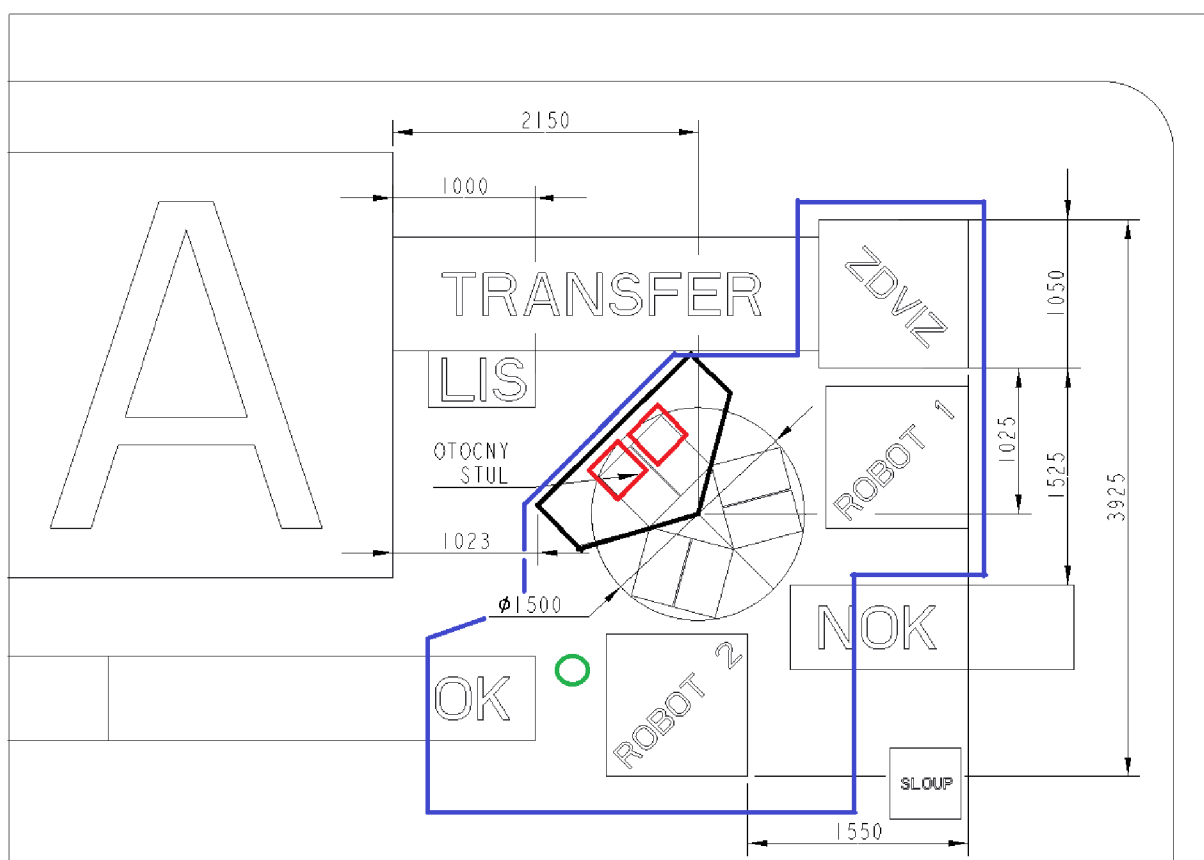 2150
1000
A
TRANSFER
ZDVIZ
1050
LIS
ROBOT 1
1025
1525
3925
OTOCNY
STUL
1023
ϕ1500
NOK
OK
ROBOT 2
SLOUP
1550